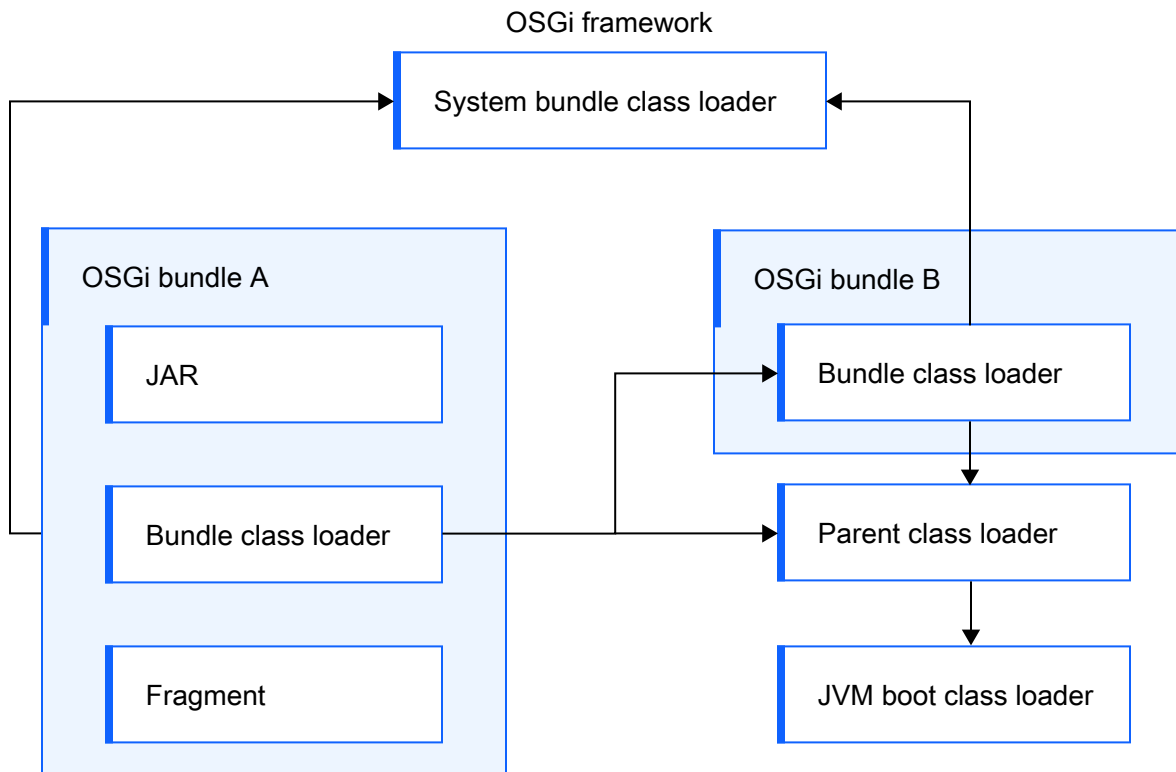 OSGi framework
System bundle class loader
OSGi bundle A
JAR
Bundle class loader
Fragment
OSGi bundle B
Bundle class loader
Parent class loader
JVM boot class loader